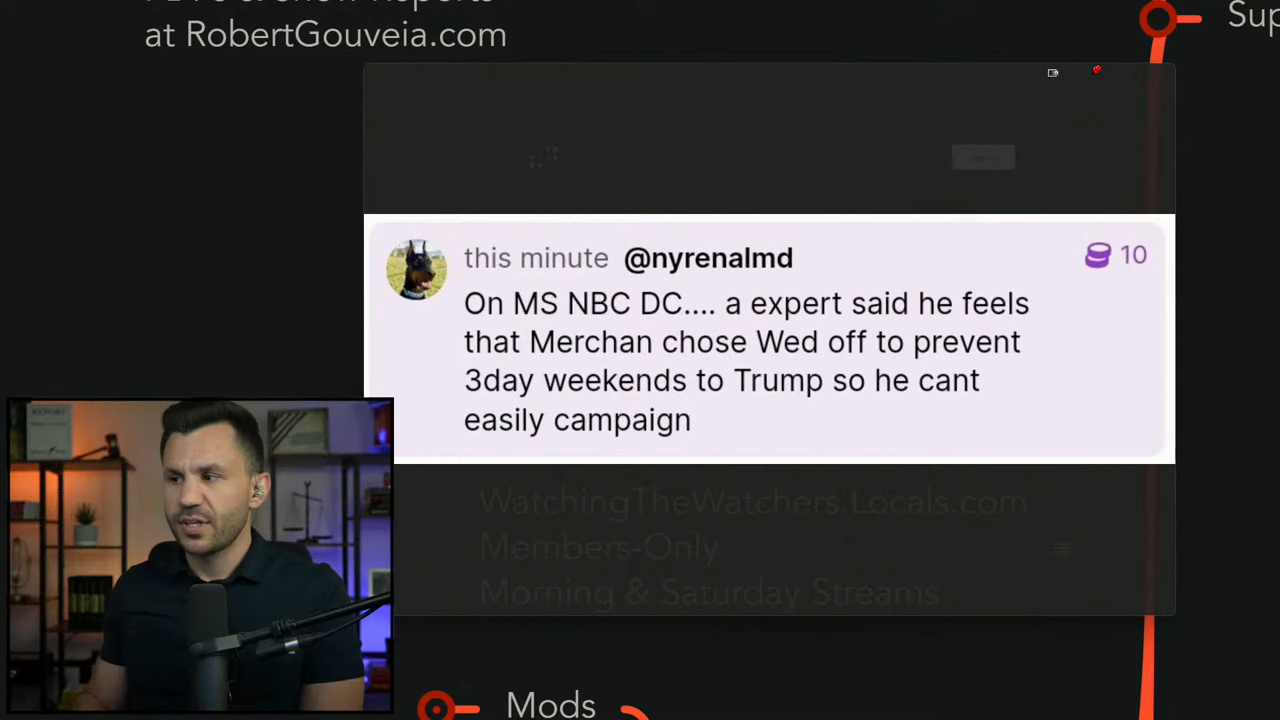 at RobertGouveia.com
Sup
this minute @nyrenalmd
10
On MS NBC DC.... a expert said he feels
that Merchan chose Wed off to prevent
3day weekends to Trump so he cant
easily campaign
WatchingTheWatchers.Locals.com
Members-Only
Morning & Saturday Streams
Mods